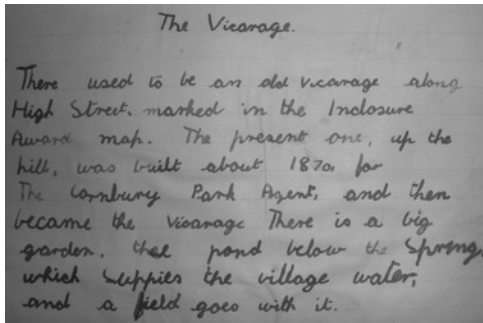 The Vicarage.
There used to be an old vicarage along
High Street, marked in the Inclosure
Award map. The present one, up the
hill, was built about 1870, for
The Cornbury Park Agent, and then
became the Vicarage There is a big
garden. the pond below the Spring,
which Suppies the village water,
and a field goes with it.